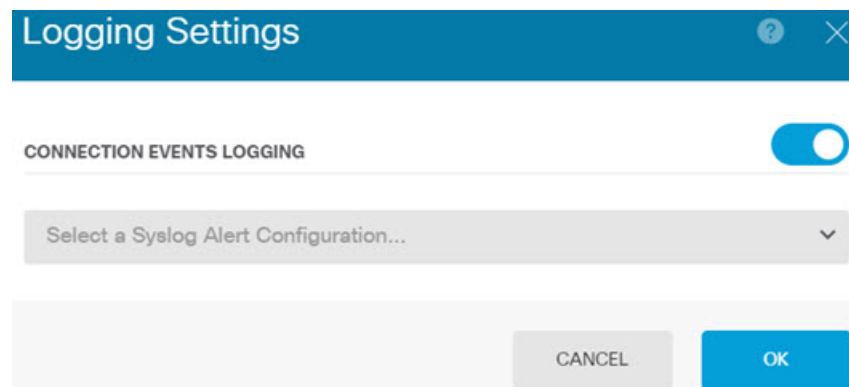 Logging Settings
?
CONNECTION EVENTS LOGGING
Select a Syslog Alert Configuration...
CANCEL
OK